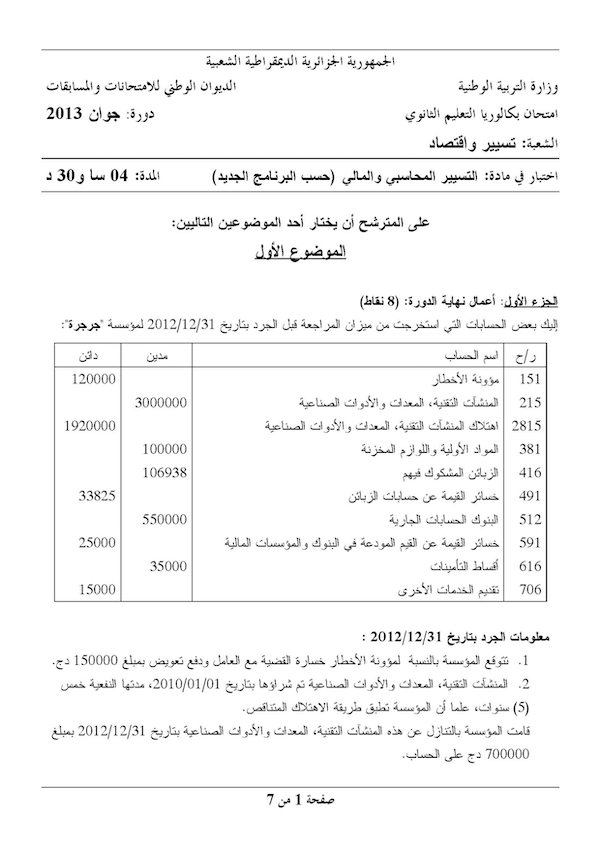 الجمهورية الجزائرية الديمقراطية الشعبية
وزارة التربية الوطنية الديوان الوطني للامتحانات والمسابقات
امتحان بكالوريا التعليم الثانوي دورة: جوان 2013
الشعبة: تسيير واقتصاد
اختبار في مادة: التسيير المحاسبي والمالي (حسب البرنامج الجديد) المدة: 04 سا و30 د
على المترشح أن يختار أحد الموضوعين التاليين:
الموضوع الأول
الجزء الأول: أعمال نهاية الدورة: (8 نقاط)
إليك بعض الحسابات التي استخرجت من ميزان المراجعة قبل الجرد بتاريخ 2012/12/31 لمؤسسة "جرجرة":
ر/ح اسم الحساب مدين دائن
151 مؤونة الأخطار 120000
215 المنشآت التقنية، المعدات والأدوات الصناعية 3000000
2815 اهتلاك المنشآت التقنية، المعدات والأدوات الصناعية 1920000
381 المواد الأولية واللوازم المخزنة 100000
416 الزبائن المشكوك فيهم 106938
491 خسائر القيمة عن حسابات الزبائن 33825
512 البنوك الحسابات الجارية 550000
591 خسائر القيمة عن القيم المودعة في البنوك والمؤسسات المالية 25000
616 أقساط التأمينات 35000
706 تقديم الخدمات الأخرى 15000
معلومات الجرد بتاريخ 2012/12/31 :
1. تتوقع المؤسسة بالنسبة لمؤونة الأخطار خسارة القضية مع العامل ودفع تعويض بمبلغ 150000 دج.
2. المنشآت التقنية، المعدات والأدوات الصناعية تم شراؤها بتاريخ 2010/01/01، مدتها النفعية خمس
(5) سنوات، علما أن المؤسسة تطبق طريقة الاهتلاك المتناقص.
قامت المؤسسة بالتنازل عن هذه المنشآت التقنية، المعدات والأدوات الصناعية بتاريخ 2012/12/31 بمبلغ
700000 دج على الحساب.
صفحة 1 من 7